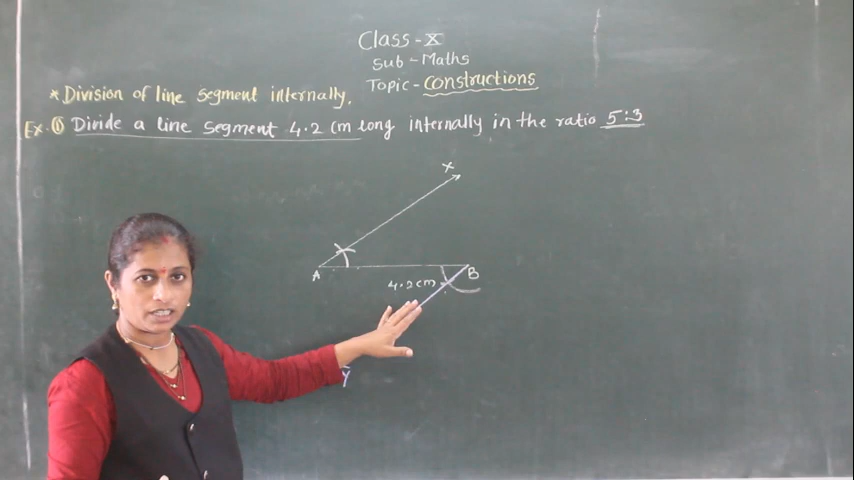 Class - X
Sub - Maths
Topic - Constructions
* Division of line segment internally.
Ex. ① Divide a line segment 4.2 cm long internally in the ratio 5:3
X
A
B
4.2 cm
Y